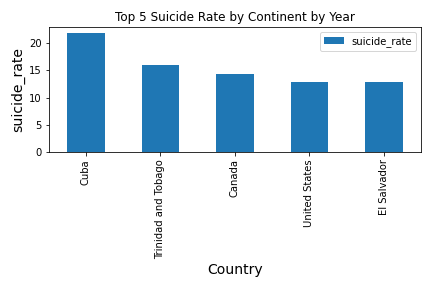 Top 5 Suicide Rate by Continent by Year
suicide_rate
suicide_rate
20
15
10
5
0
Cuba
Trinidad and Tobago
Canada
United States
El Salvador
Country